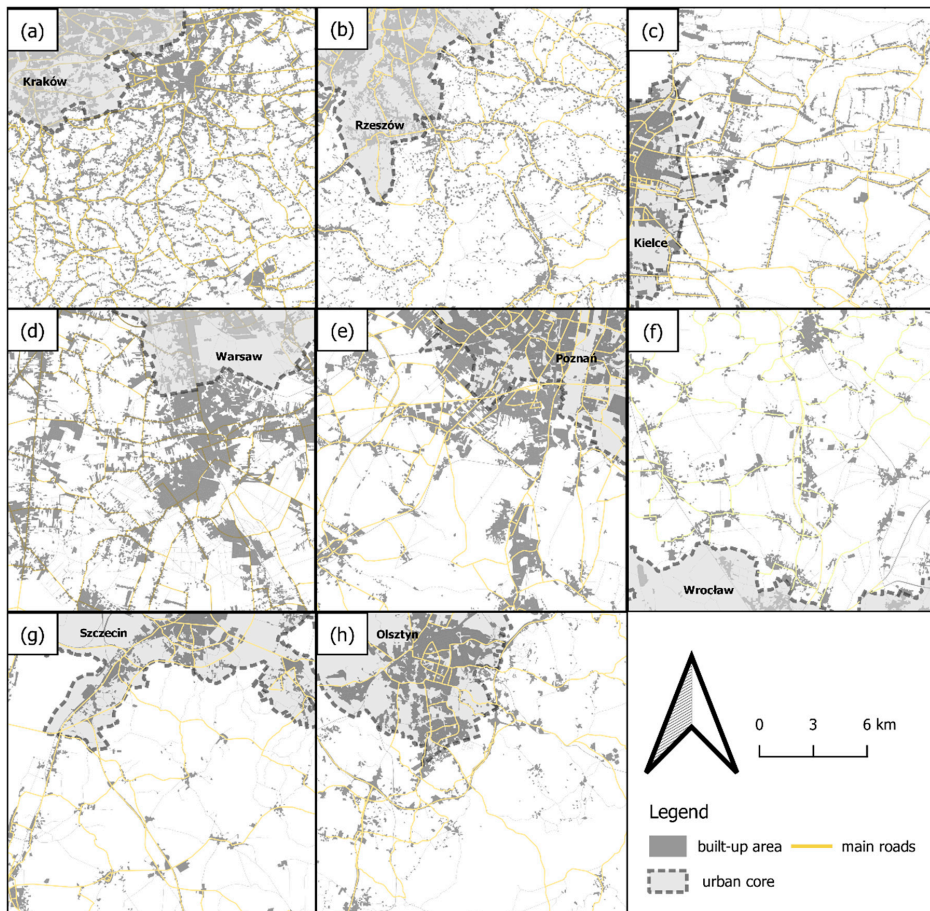 (a)
Kraków
(b)
Rzeszów
(c)
Kielce
(d)
Warsaw
(e)
Poznań
(f)
Wrocław
(g)
Szczecin
(h)
Olsztyn
0 3 6 km
Legend
built-up area main roads
urban core